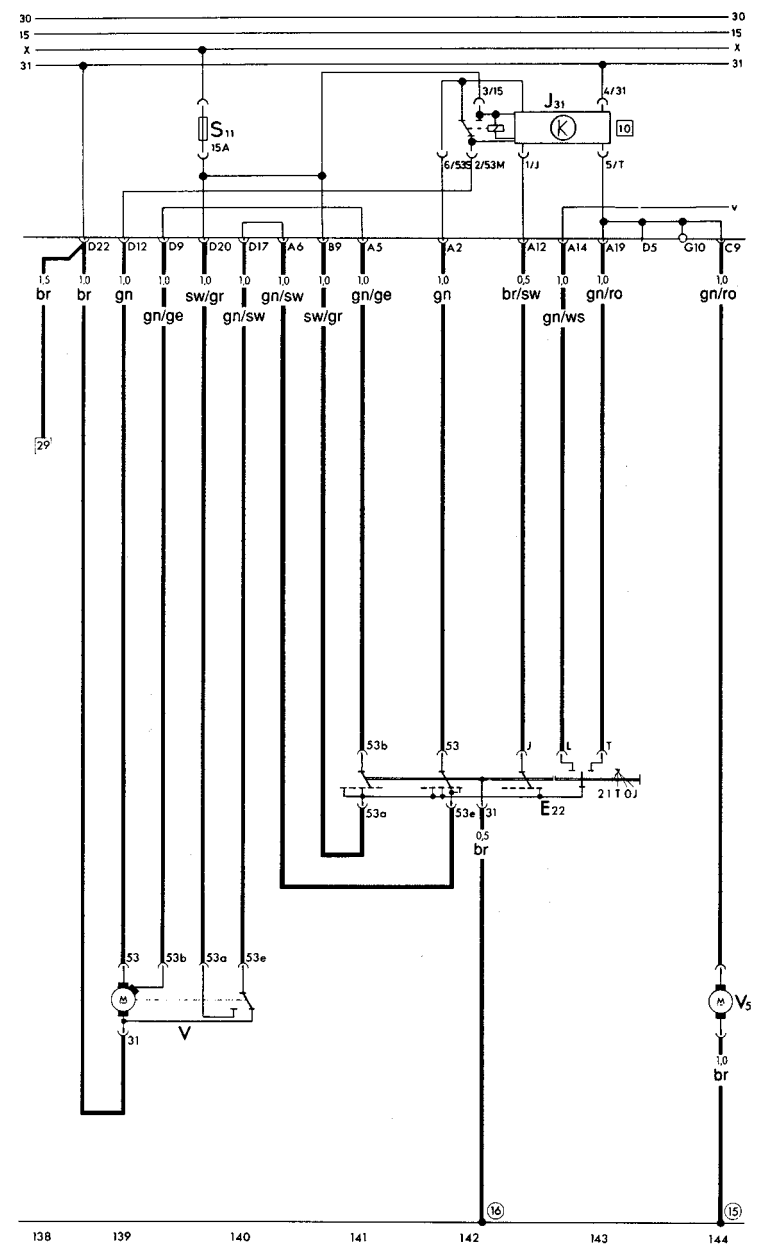 30 30
15 15
X X
31 31
3/15 J31 4/31
S11 K 10
15A
6/53S 2/53M 1/J 5/T
V
D22 D12 D9 D20 D17 A6 B9 A5 A2 A12 A14 A19 D5 G10 C9
1,5 1,0 1,0 1,0 1,0 1,0 1,0 1,0 1,0 1,0 0,5 1,0 1,0 1,0
br br gn sw/gr gn/sw gn/ge gn br/sw gn/ro gn/ro
gn/ge gn/sw sw/gr gn/ws
29
53b 53 J L T
2 1 T 0 J
53a 53e 31 E22
0,5
br
53 53b 53a 53e
M M V5
V
31
1,0
br
16 15
138 139 140 141 142 143 144